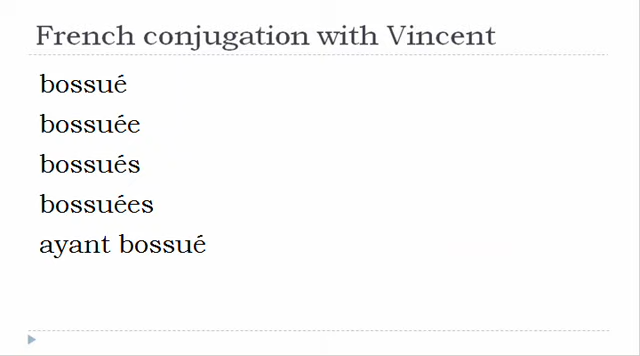 French conjugation with Vincent
bossué
bossuée
bossués
bossuées
ayant bossué